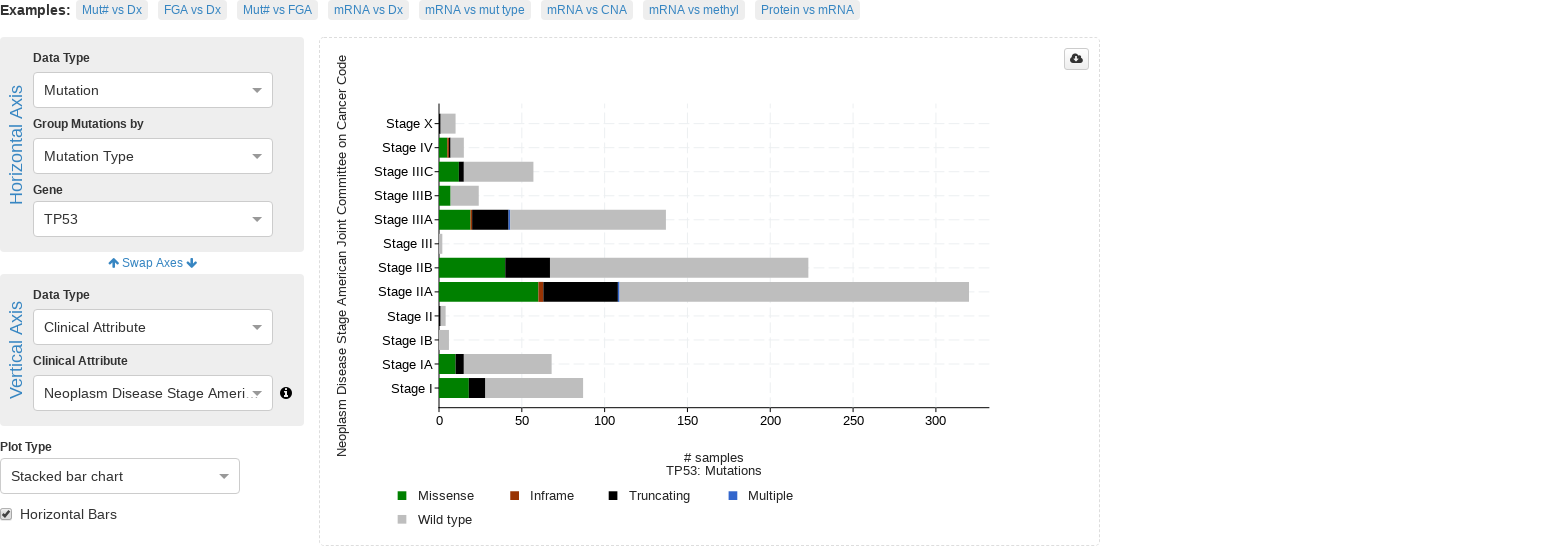 Examples: Mut# vs Dx FGA vs Dx Mut# vs FGA mRNA vs Dx mRNA vs mut type mRNA vs CNA mRNA vs methyl Protein vs mRNA
Horizontal Axis
Data Type
Mutation
Group Mutations by
Mutation Type
Gene
TP53
Swap Axes
Vertical Axis
Data Type
Clinical Attribute
Clinical Attribute
Neoplasm Disease Stage Ameri...
Plot Type
Stacked bar chart
Horizontal Bars
Neoplasm Disease Stage American Joint Committee on Cancer Code
Stage X
Stage IV
Stage IIIC
Stage IIIB
Stage IIIA
Stage III
Stage IIB
Stage IIA
Stage II
Stage IB
Stage IA
Stage I
0 50 100 150 200 250 300
# samples
TP53: Mutations
Missense Inframe Truncating Multiple
Wild type